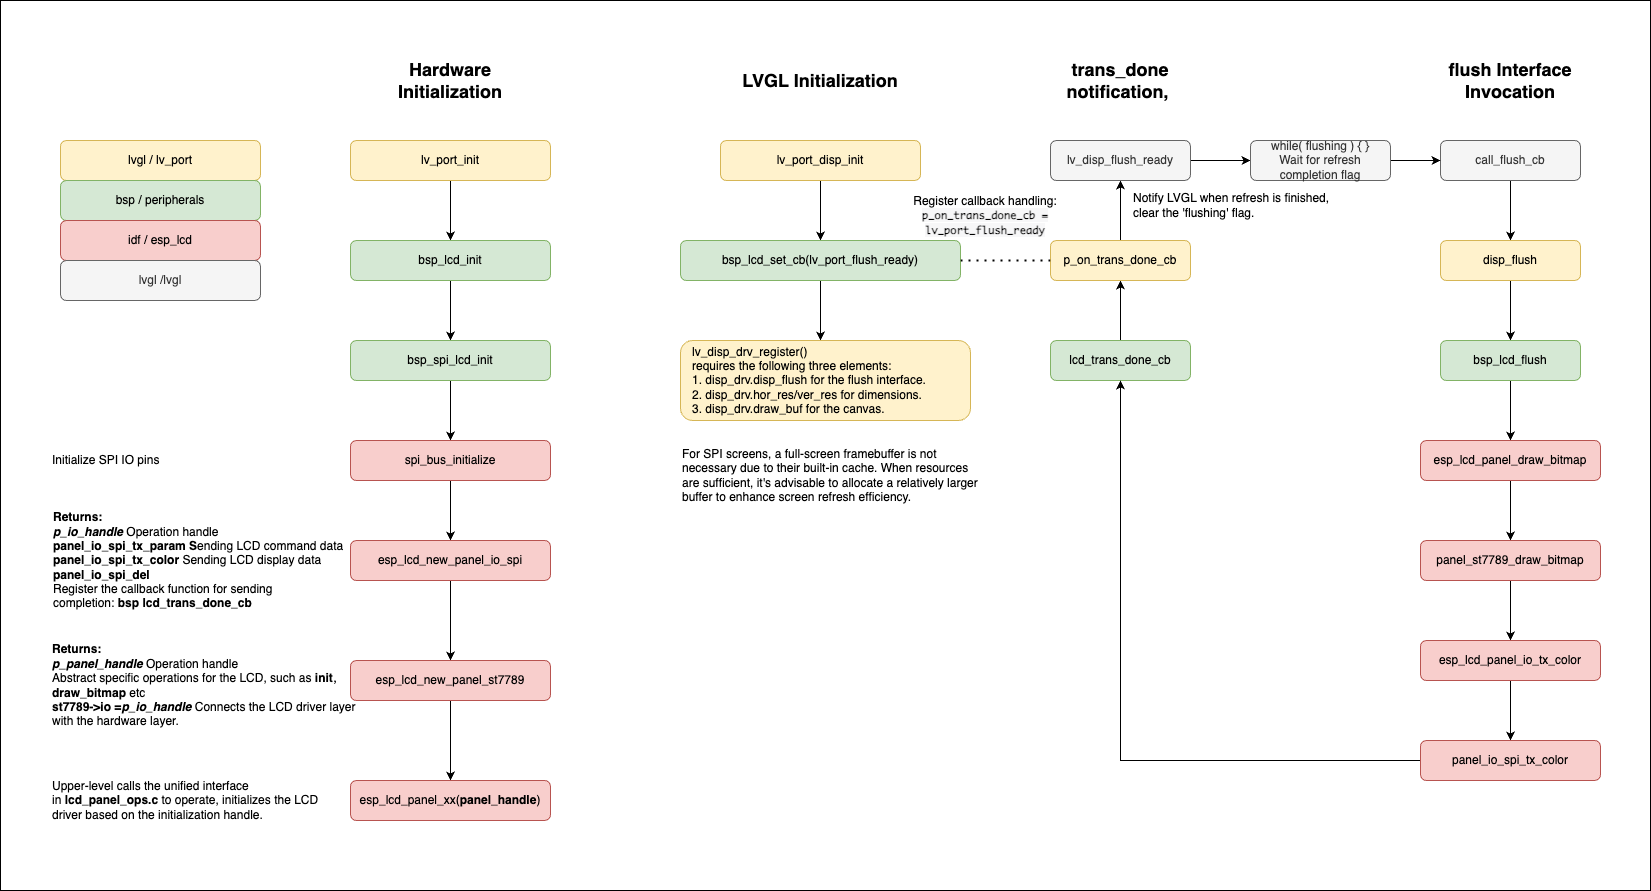 Hardware
Initialization
LVGL Initialization
trans_done
notification,
flush Interface
Invocation
lvgl / lv_port
bsp / peripherals
idf / esp_lcd
lvgl /lvgl
lv_port_init
bsp_lcd_init
bsp_spi_lcd_init
Initialize SPI IO pins
spi_bus_initialize
Returns:
p_io_handle Operation handle
panel_io_spi_tx_param Sending LCD command data
panel_io_spi_tx_color Sending LCD display data
panel_io_spi_del
Register the callback function for sending
completion: bsp lcd_trans_done_cb
esp_lcd_new_panel_io_spi
Returns:
p_panel_handle Operation handle
Abstract specific operations for the LCD, such as init,
draw_bitmap etc
st7789->io =p_io_handle Connects the LCD driver layer
with the hardware layer.
esp_lcd_new_panel_st7789
Upper-level calls the unified interface
in lcd_panel_ops.c to operate, initializes the LCD
driver based on the initialization handle.
esp_lcd_panel_xx(panel_handle)
lv_port_disp_init
Register callback handling:
p_on_trans_done_cb =
lv_port_flush_ready
bsp_lcd_set_cb(lv_port_flush_ready)
lv_disp_drv_register()
requires the following three elements:
1. disp_drv.disp_flush for the flush interface.
2. disp_drv.hor_res/ver_res for dimensions.
3. disp_drv.draw_buf for the canvas.
For SPI screens, a full-screen framebuffer is not
necessary due to their built-in cache. When resources
are sufficient, it's advisable to allocate a relatively larger
buffer to enhance screen refresh efficiency.
lv_disp_flush_ready
Notify LVGL when refresh is finished,
clear the 'flushing' flag.
p_on_trans_done_cb
lcd_trans_done_cb
while( flushing ) { }
Wait for refresh
completion flag
call_flush_cb
disp_flush
bsp_lcd_flush
esp_lcd_panel_draw_bitmap
panel_st7789_draw_bitmap
esp_lcd_panel_io_tx_color
panel_io_spi_tx_color